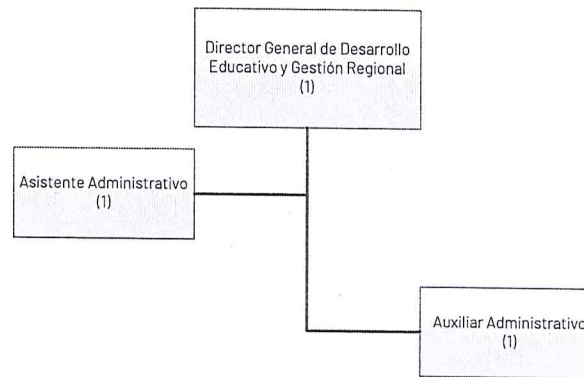 Director General de Desarrollo
Educativo y Gestión Regional
(1)
Asistente Administrativo
(1)
Auxiliar Administrativo
(1)